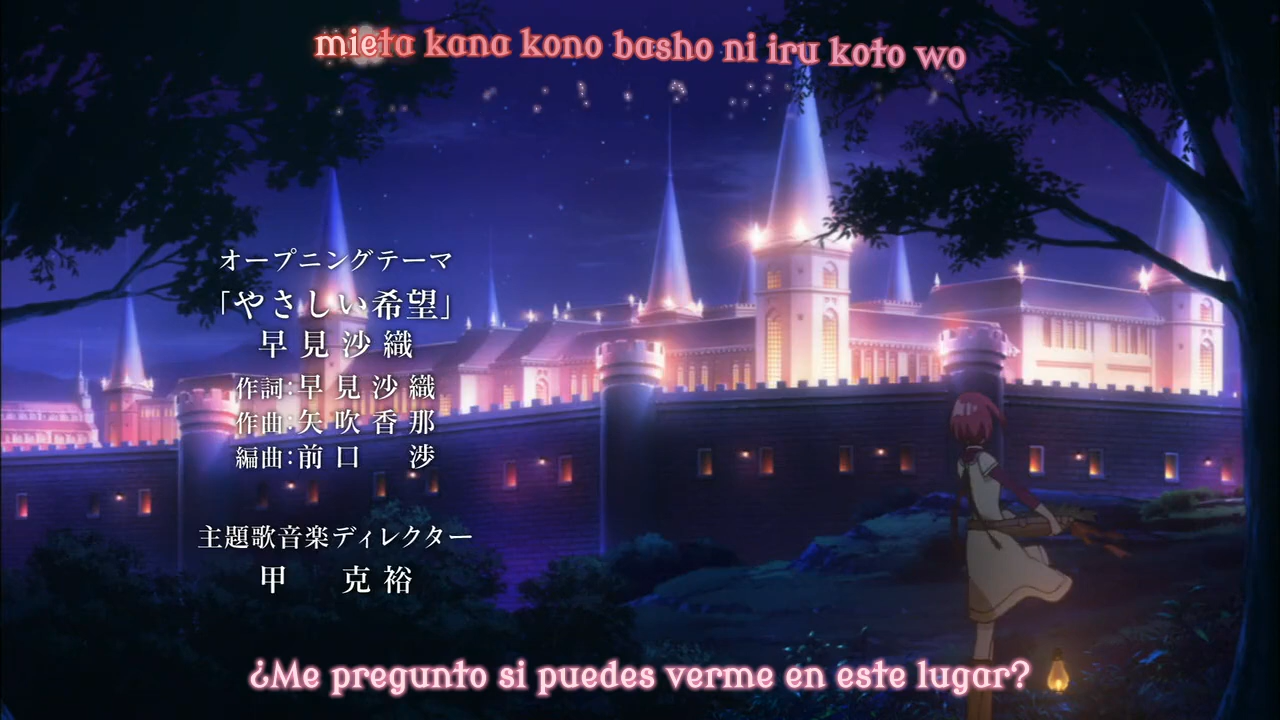 mieta kana kono basho ni iru koto wo
オープニングテーマ
「やさしい希望」
早見沙織
作詞:早見沙織
作曲:矢吹香那
編曲:前口 渉
主題歌音楽ディレクター
甲 克裕
¿Me pregunto si puedes verme en este lugar?